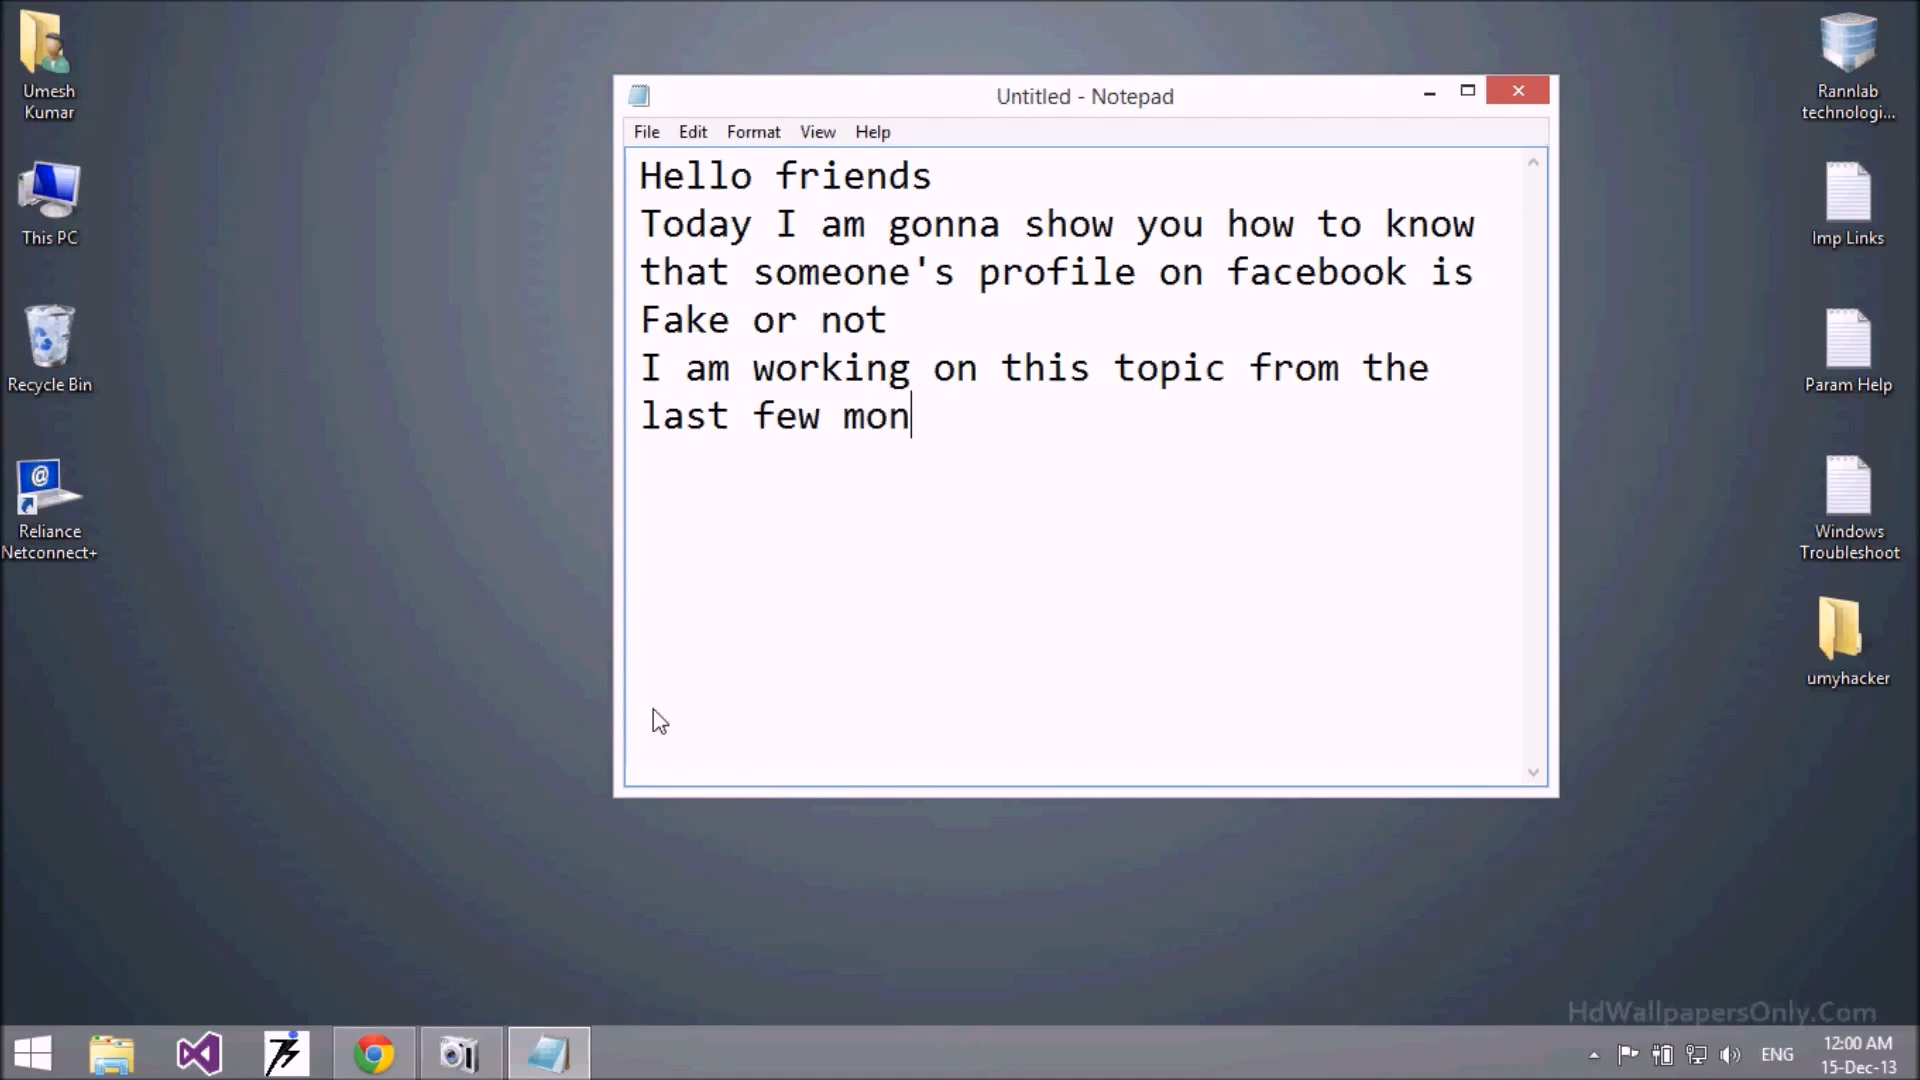 Umesh
Kumar
This PC
Recycle Bin
Reliance
Netconnect+
Untitled - Notepad
File Edit Format View Help
Hello friends
Today I am gonna show you how to know
that someone's profile on facebook is
Fake or not
I am working on this topic from the
last few mon
Rannlab
technologi...
Imp Links
Param Help
Windows
Troubleshoot
umyhacker
HdWallpapersOnly.Com
ENG
12:00 AM
15-Dec-13